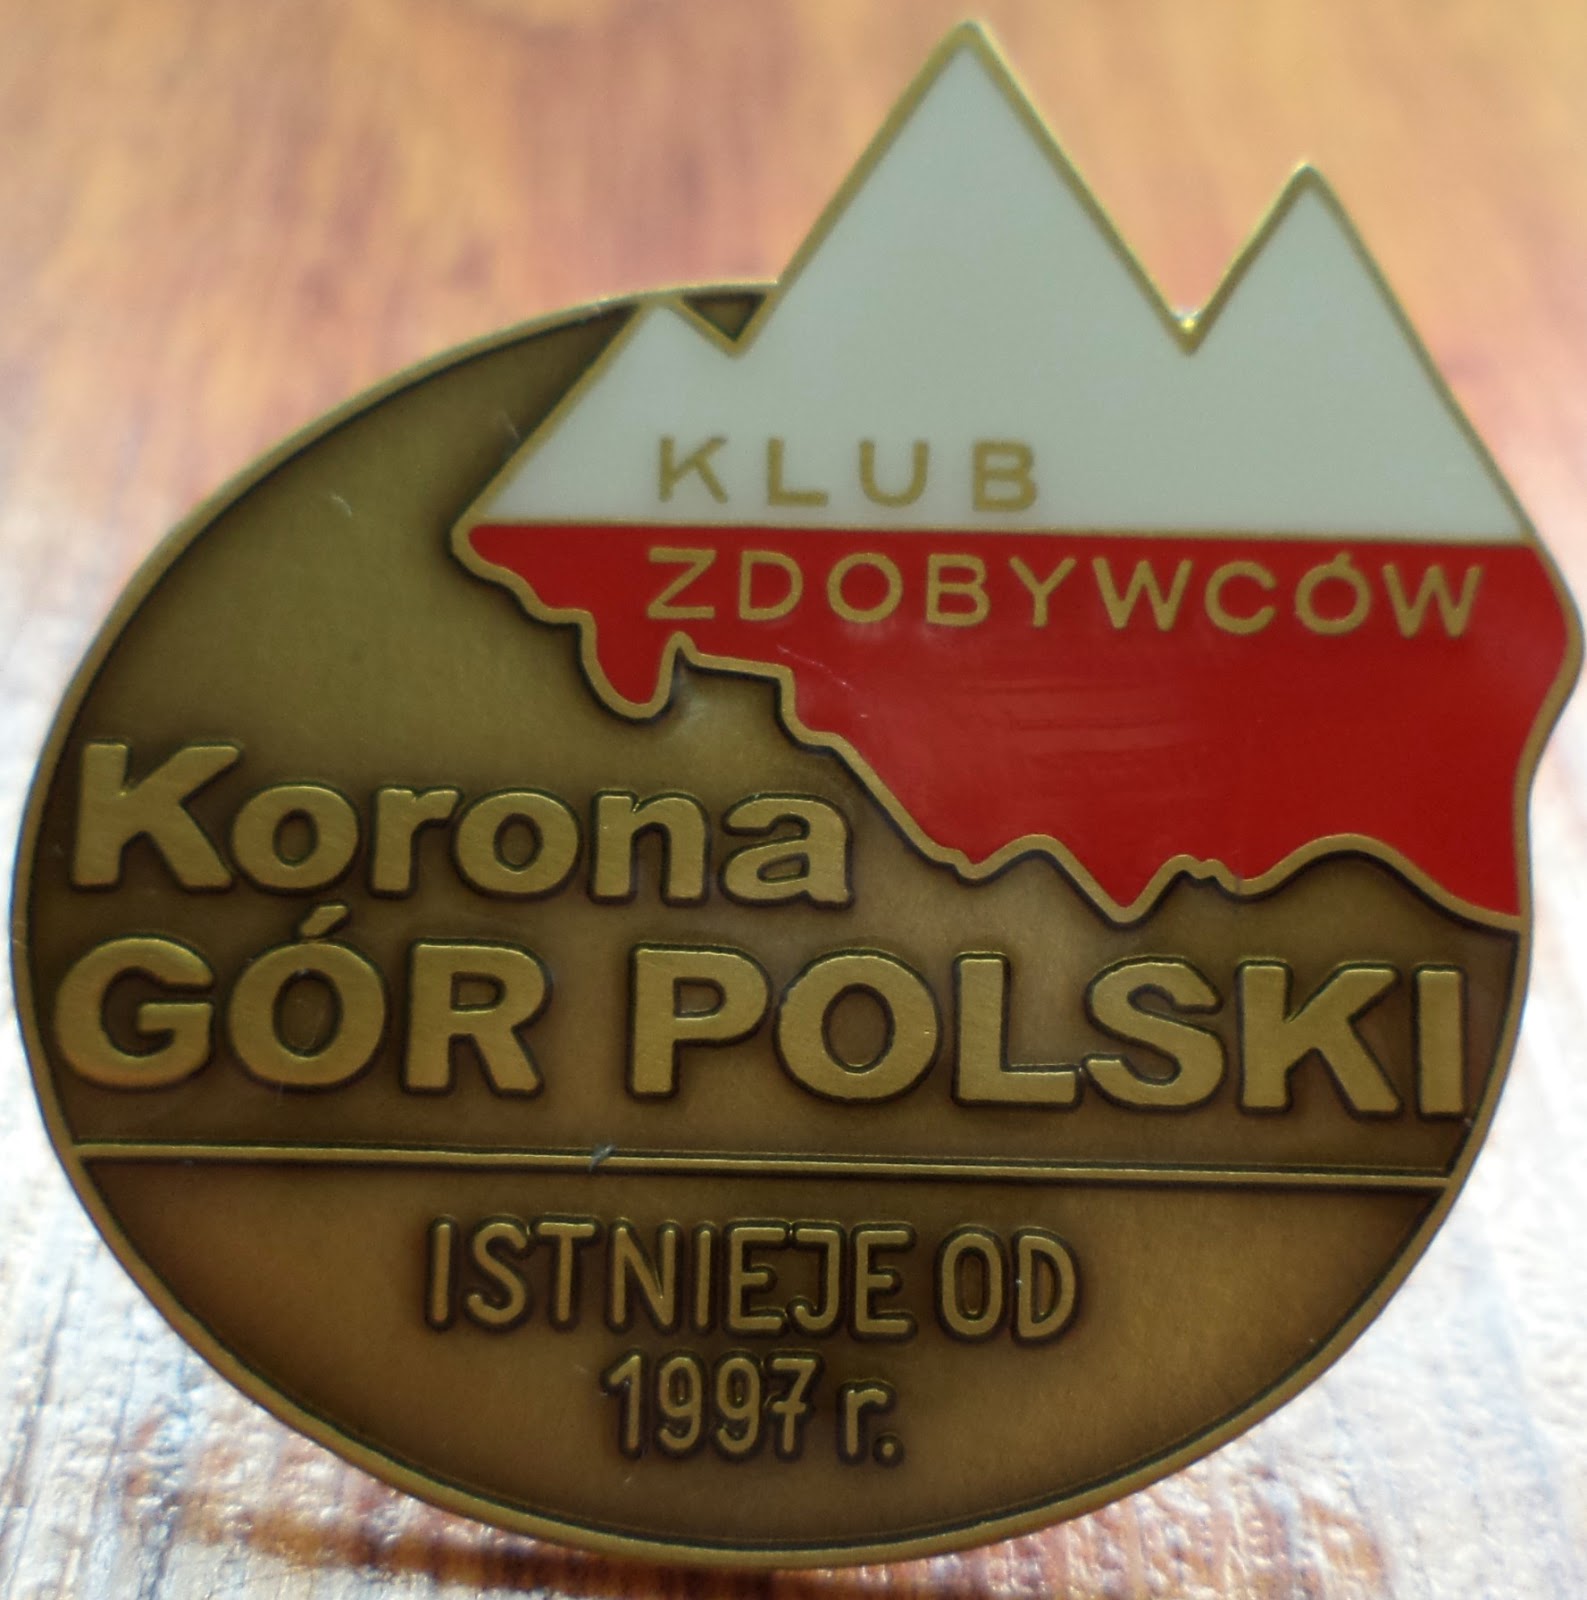 KLUB
ZDOBYWCÓW
Korona
GÓR POLSKI
ISTNIEJE OD
1997 r.